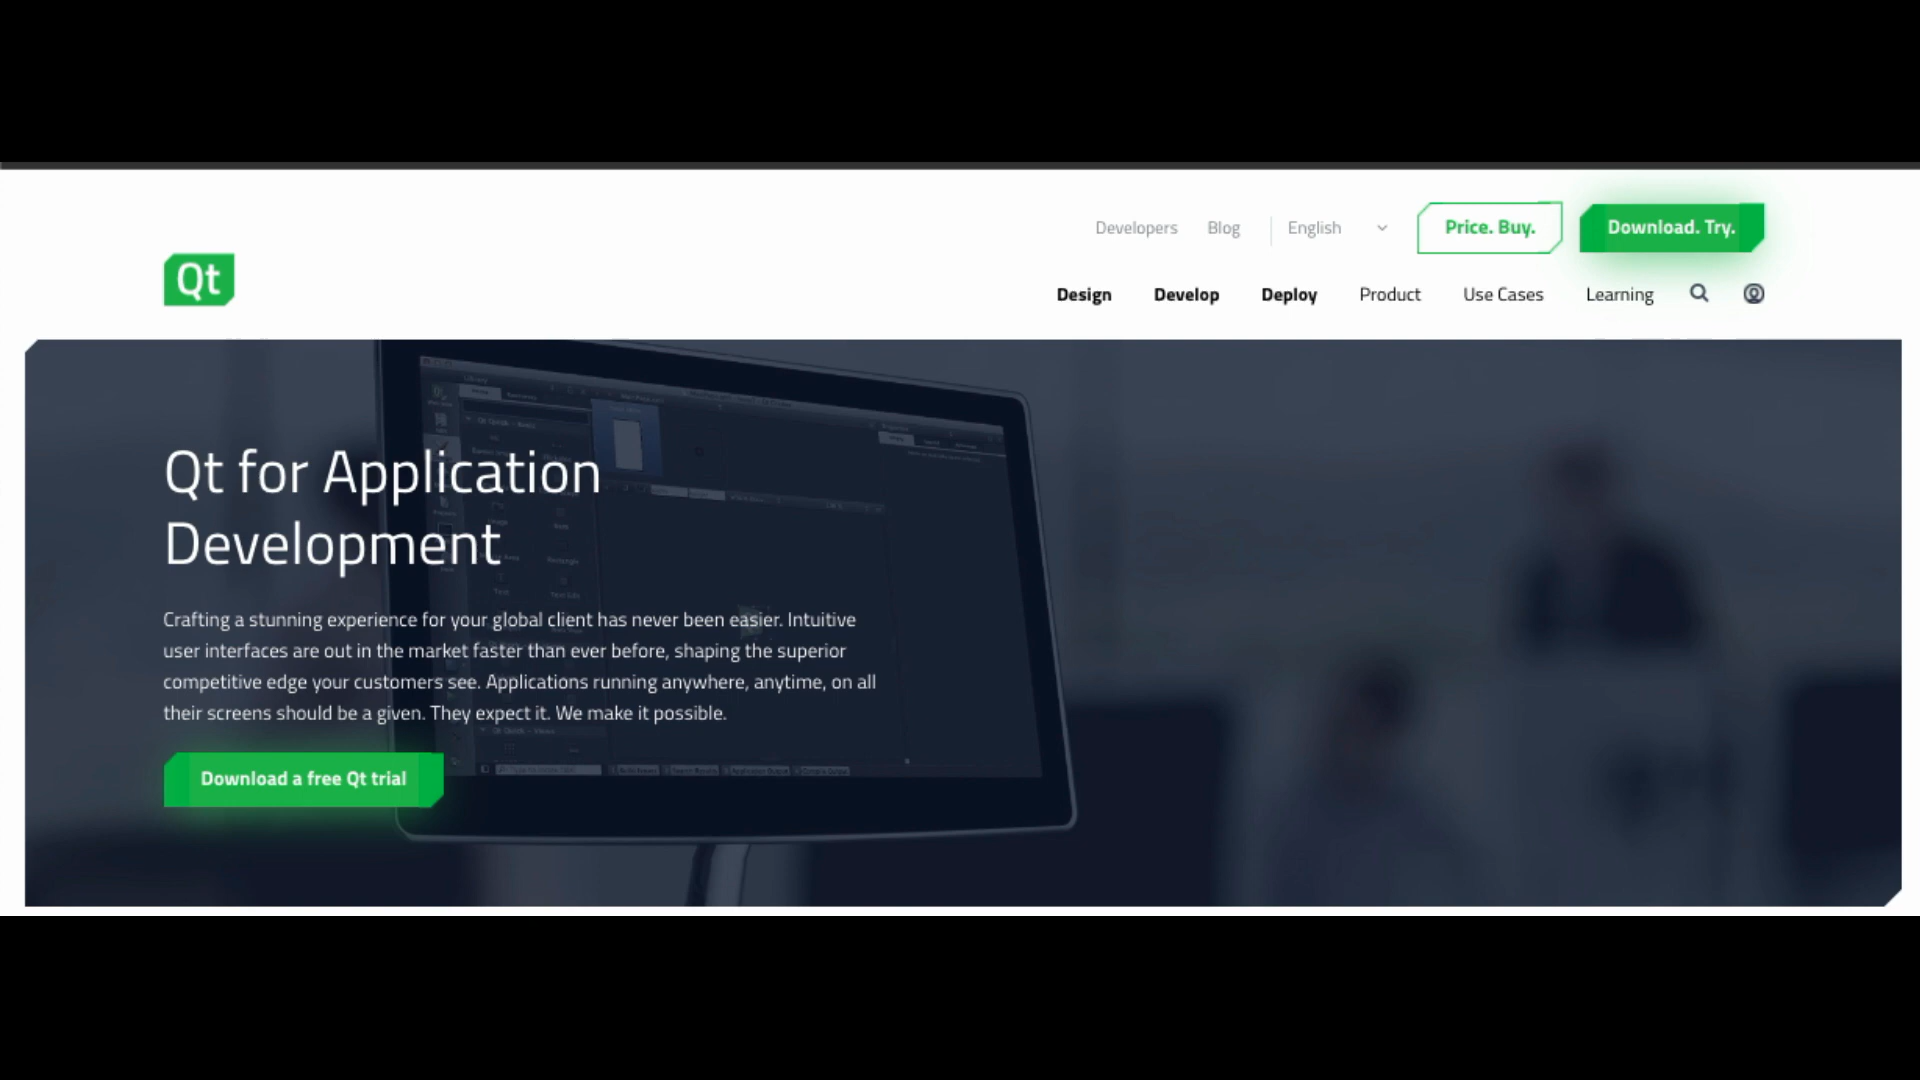 Developers Blog English Price. Buy. Download. Try.
Qt
Design Develop Deploy Product Use Cases Learning
Qt for Application
Development
Crafting a stunning experience for your global client has never been easier. Intuitive
user interfaces are out in the market faster than ever before, shaping the superior
competitive edge your customers see. Applications running anywhere, anytime, on all
their screens should be a given. They expect it. We make it possible.
Download a free Qt trial